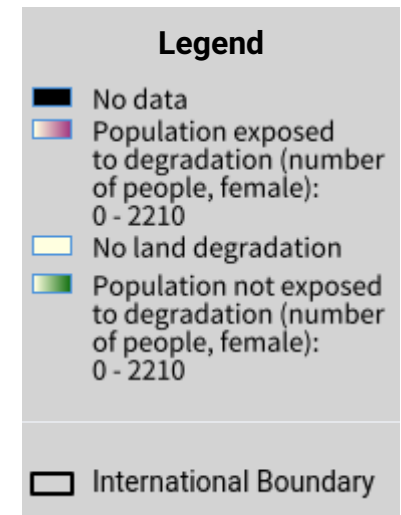 Legend
No data
Population exposed
to degradation (number
of people, female):
0 - 2210
No land degradation
Population not exposed
to degradation (number
of people, female):
0 - 2210
International Boundary